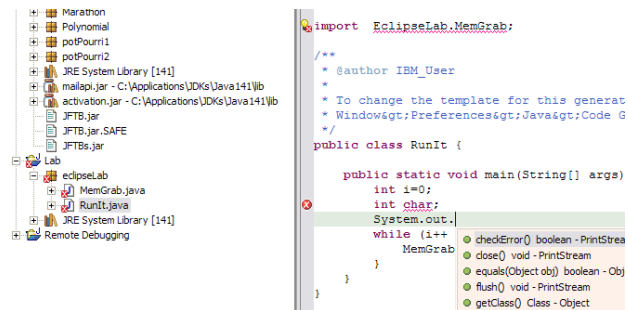 Marathon
Polynomial
potPourri1
potPourri2
JRE System Library [141]
mailapi.jar - C:\Applications\JDKs\Java141\lib
activation.jar - C:\Applications\JDKs\Java141\lib
JFTB.jar
JFTB.jar.SAFE
JFTBs.jar
Lab
eclipseLab
MemGrab.java
RunIt.java
JRE System Library [141]
Remote Debugging
import EclipseLab.MemGrab;
/**
* @author IBM_User
*
* To change the template for this generat
* Window&gt;Preferences&gt;Java&gt;Code G
*/
public class RunIt {
public static void main(String[] args)
int i=0;
int char;
System.out.
while (i++
MemGrab
}
}
}
checkError() boolean - PrintStrea
close() void - PrintStream
equals(Object obj) boolean - Obj
flush() void - PrintStream
getClass() Class - Object